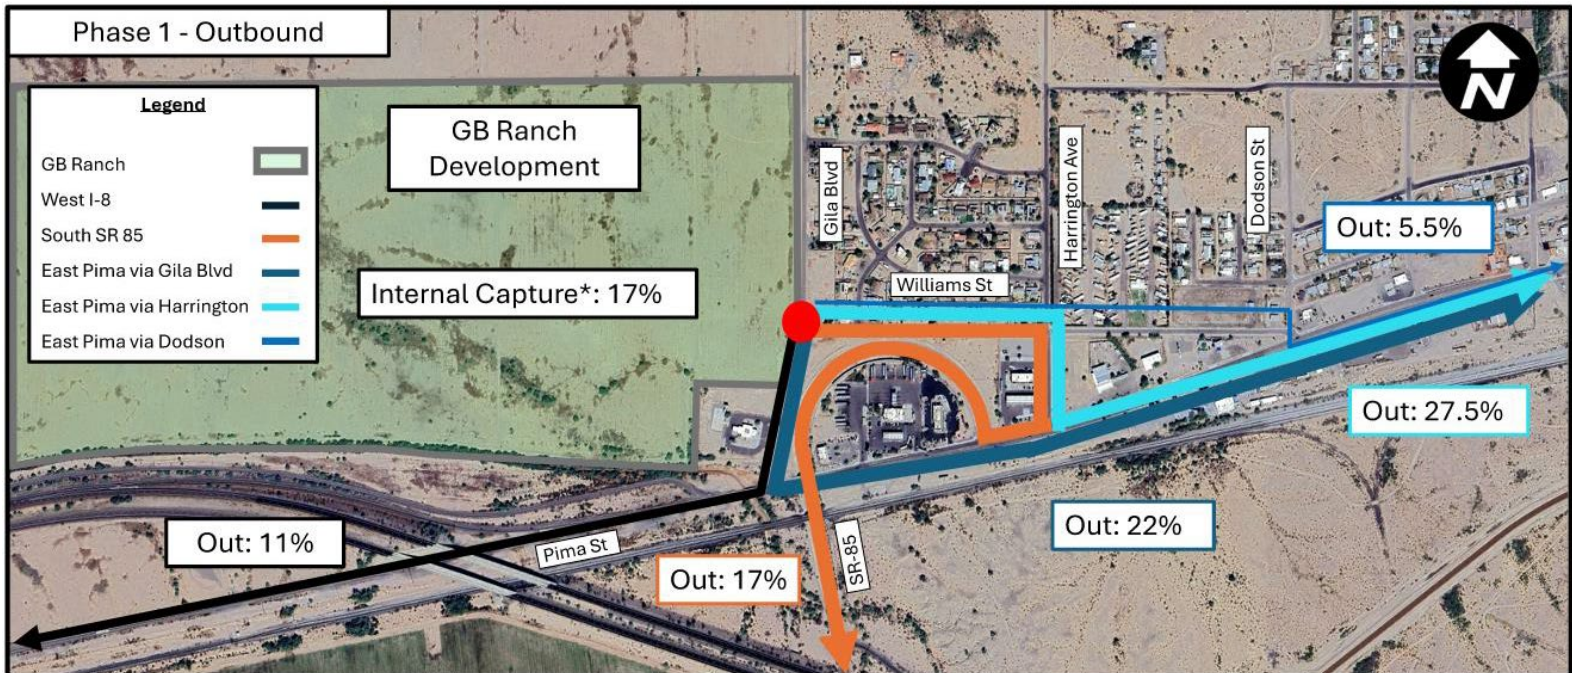 Phase 1 - Outbound
N
Legend
GB Ranch
West I-8
South SR 85
East Pima via Gila Blvd
East Pima via Harrington
East Pima via Dodson
GB Ranch
Development
Internal Capture*: 17%
Gila Blvd
Harrington Ave
Dodson St
Williams St
Out: 5.5%
Out: 27.5%
Out: 22%
Out: 11%
Pima St
Out: 17%
SR-85